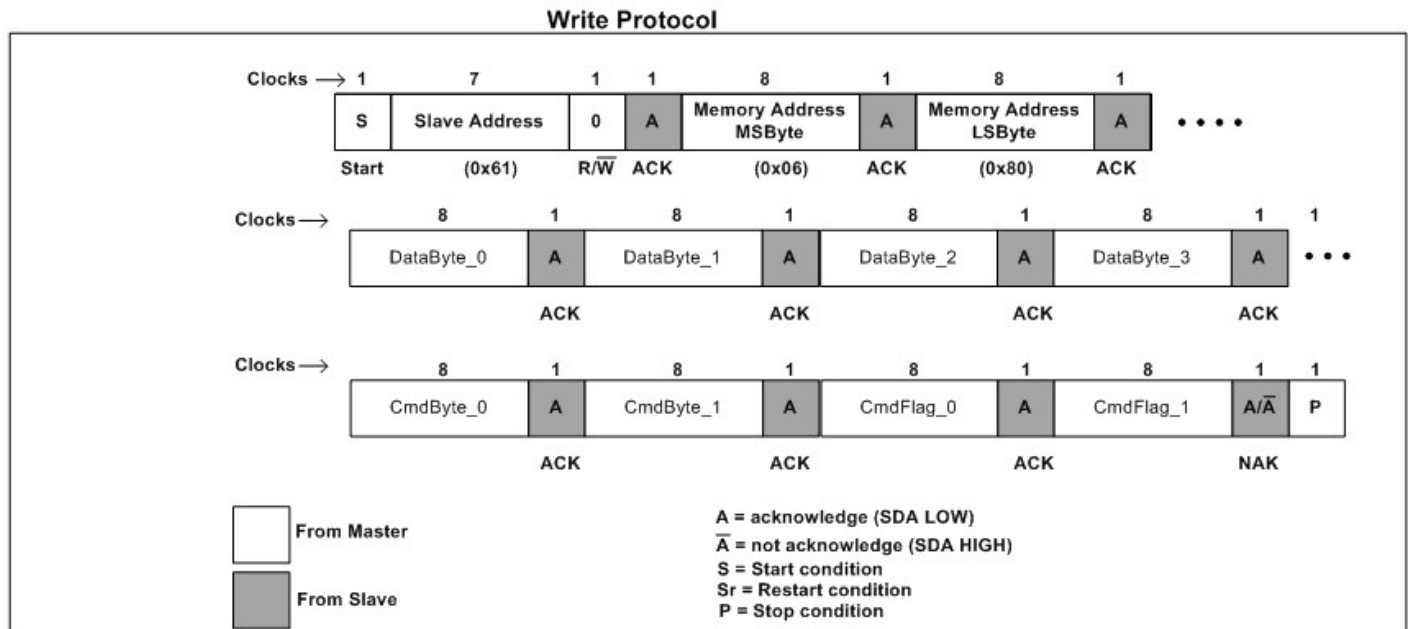 Write Protocol
Clocks → 1 7 1 1 8 1 8 1
S Slave Address 0 A Memory Address MSByte A Memory Address LSByte A • • • •
Start (0x61) R/W̅ ACK (0x06) ACK (0x80) ACK
Clocks → 8 1 8 1 8 1 8 1 1
DataByte_0 A DataByte_1 A DataByte_2 A DataByte_3 A • • •
ACK ACK ACK ACK
Clocks → 8 1 8 1 8 1 8 1 1
CmdByte_0 A CmdByte_1 A CmdFlag_0 A CmdFlag_1 A/A̅ P
ACK ACK ACK NAK
From Master
From Slave
A = acknowledge (SDA LOW)
A̅ = not acknowledge (SDA HIGH)
S = Start condition
Sr = Restart condition
P = Stop condition